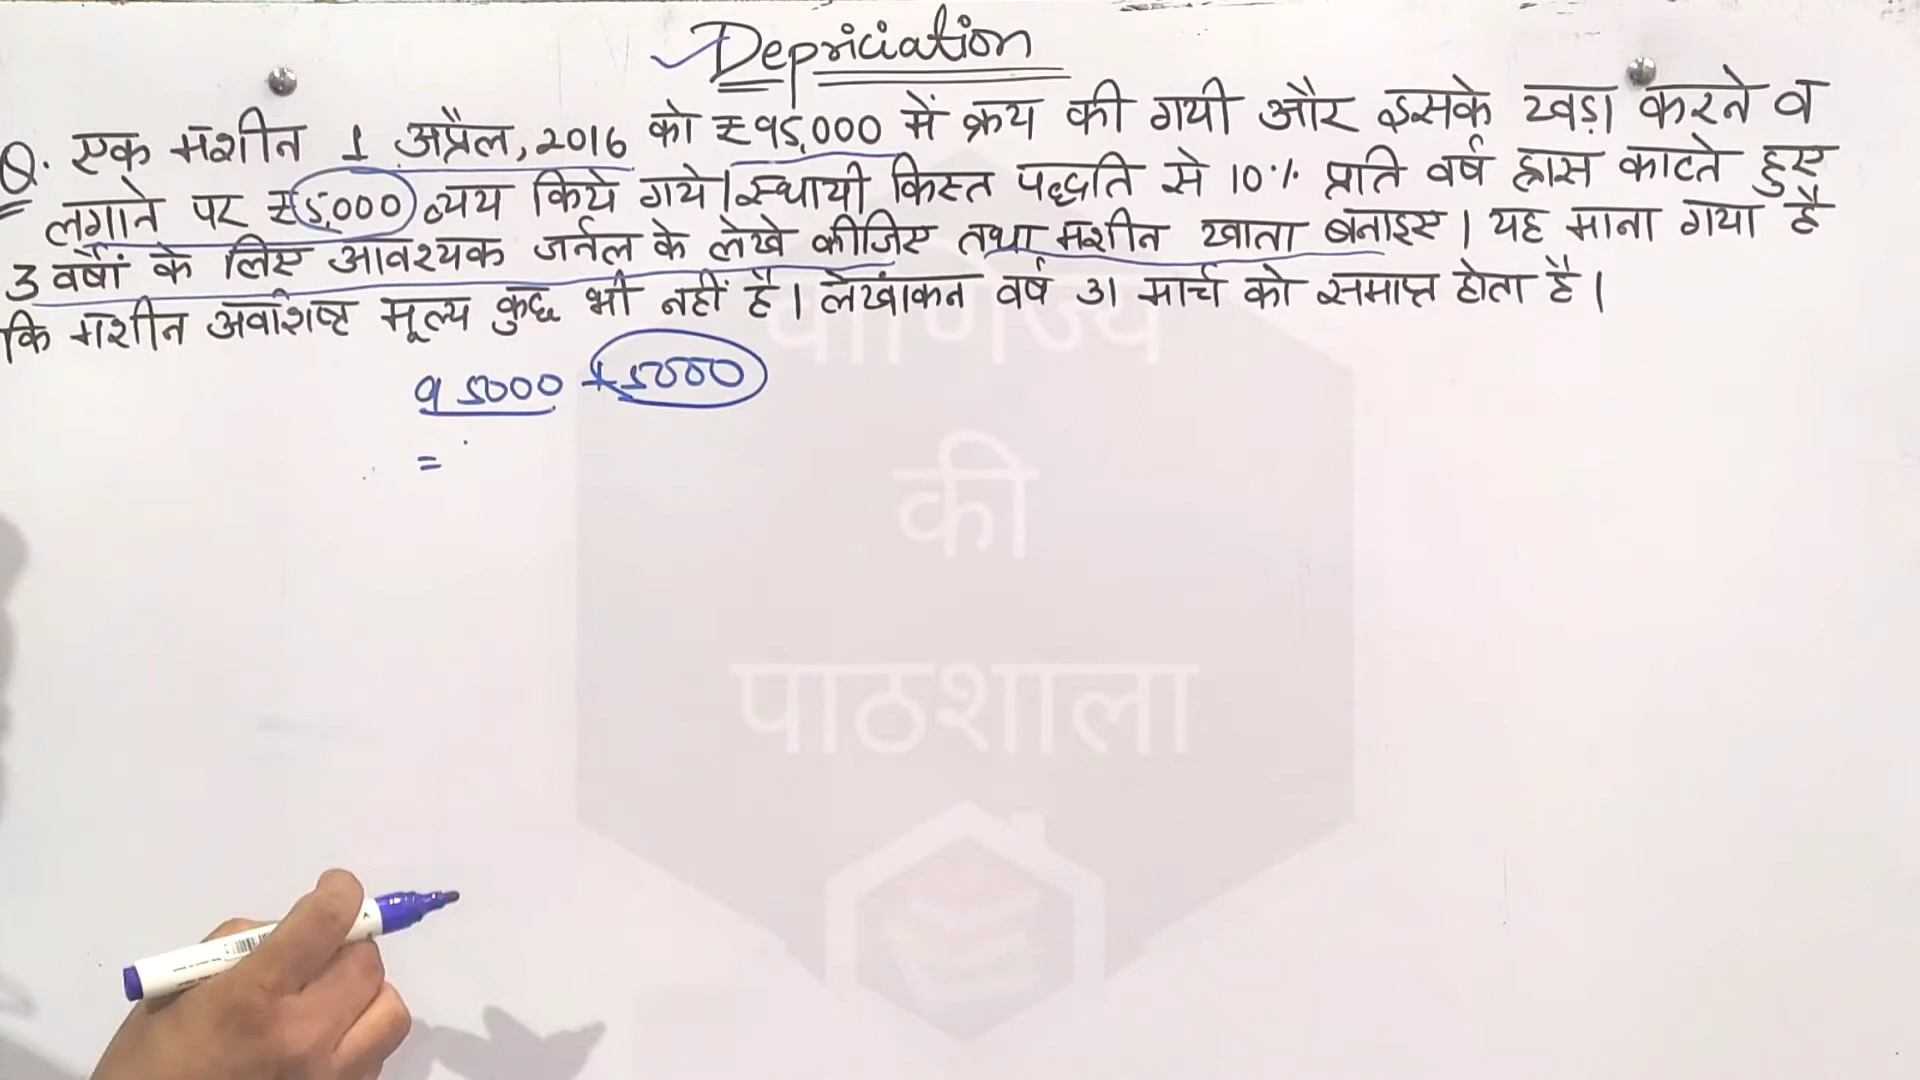 Depriciation
Q. एक मशीन 1 अप्रैल, 2016 को ₹95,000 में क्रय की गयी और इसके खड़ा करने व
लगाने पर ₹5,000 व्यय किये गये। स्थायी किस्त पद्धति से 10% प्रति वर्ष ह्रास काटते हुए
3 वर्षों के लिए आवश्यक जर्नल के लेखे कीजिए तथा मशीन खाता बनाइए। यह माना गया है
कि मशीन अवशिष्ट मूल्य कुछ भी नहीं है। लेखांकन वर्ष 31 मार्च को समाप्त होता है।
95000 + 5000
=
वाणिज्य
की
पाठशाला